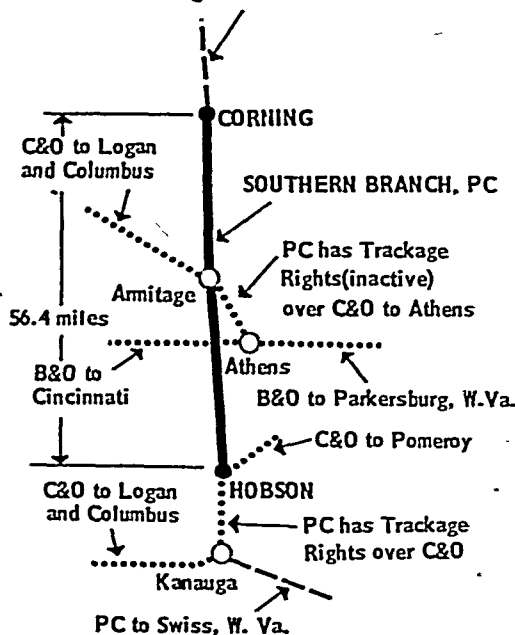 CORNING
C&O to Logan
and Columbus
SOUTHERN BRANCH, PC
PC has Trackage
Rights(inactive)
over C&O to Athens
Armitage
56.4 miles
Athens
B&O to
Cincinnati
B&O to Parkersburg, W.Va.
C&O to Pomeroy
C&O to Logan
and Columbus
HOBSON
PC has Trackage
Rights over C&O
Kanauga
PC to Swiss, W. Va.